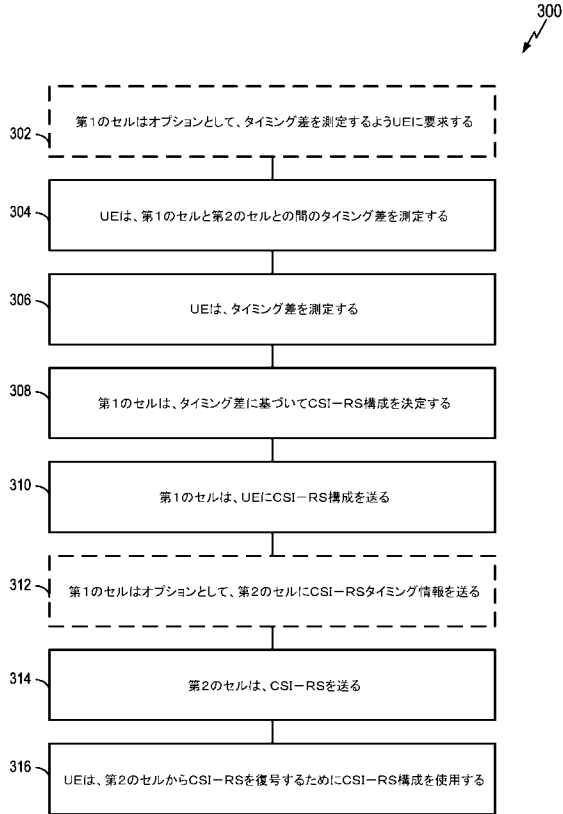 300
302
第1のセルはオプションとして、タイミング差を測定するようUEに要求する
304
UEは、第1のセルと第2のセルとの間のタイミング差を測定する
306
UEは、タイミング差を測定する
308
第1のセルは、タイミング差に基づいてCSI-RS構成を決定する
310
第1のセルは、UEにCSI-RS構成を送る
312
第1のセルはオプションとして、第2のセルにCSI-RSタイミング情報を送る
314
第2のセルは、CSI-RSを送る
316
UEは、第2のセルからCSI-RSを復号するためにCSI-RS構成を使用する